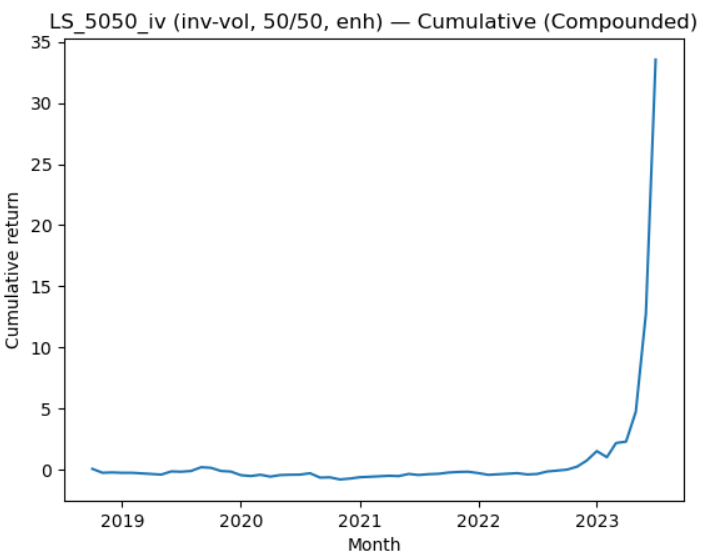 LS_5050_iv (inv-vol, 50/50, enh) — Cumulative (Compounded)
35
30
25
20
15
10
5
0
Cumulative return
2019 2020 2021 2022 2023
Month